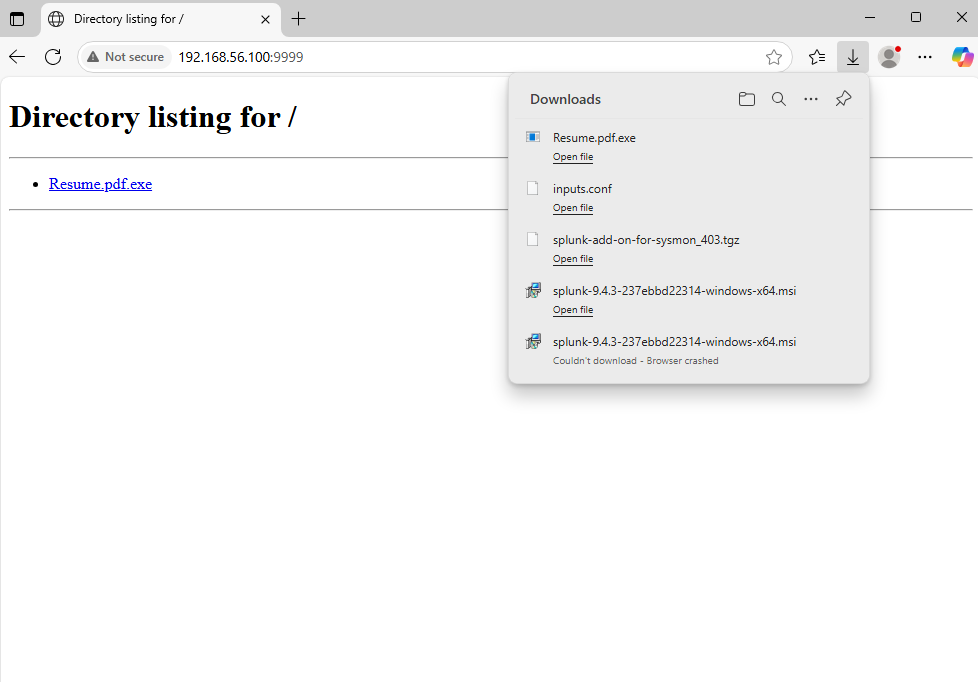 Directory listing for /
Not secure
192.168.56.100:9999
Directory listing for /
Resume.pdf.exe
Downloads
Resume.pdf.exe
Open file
inputs.conf
Open file
splunk-add-on-for-sysmon_403.tgz
Open file
splunk-9.4.3-237ebbd22314-windows-x64.msi
Open file
splunk-9.4.3-237ebbd22314-windows-x64.msi
Couldn't download - Browser crashed